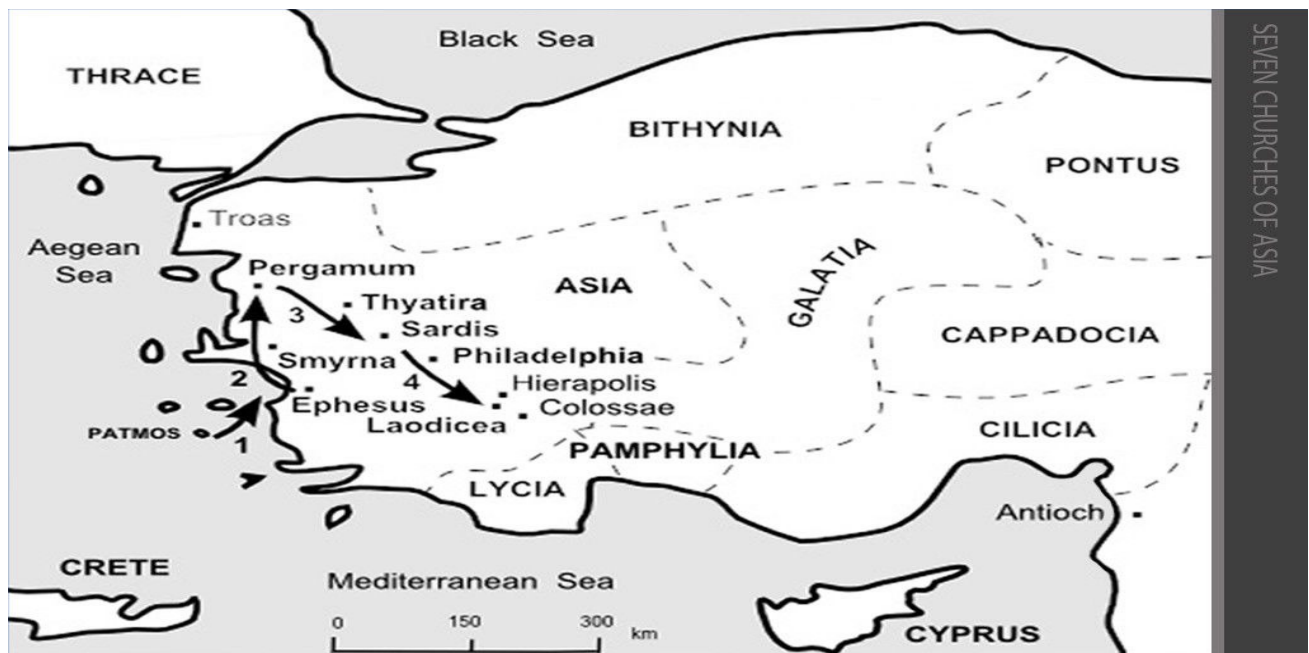 Black Sea
THRACE
BITHYNIA
PONTUS
Troas
Aegean
Sea
Pergamum
ASIA
GALATIA
3
Thyatira
Sardis
CAPPADOCIA
Smyrna
Philadelphia
2
4
Hierapolis
Ephesus
Colossae
Laodicea
PATMOS
1
CILICIA
PAMPHYLIA
LYCIA
Antioch
CRETE
Mediterranean Sea
0 150 300
km
CYPRUS
SEVEN CHURCHES OF ASIA